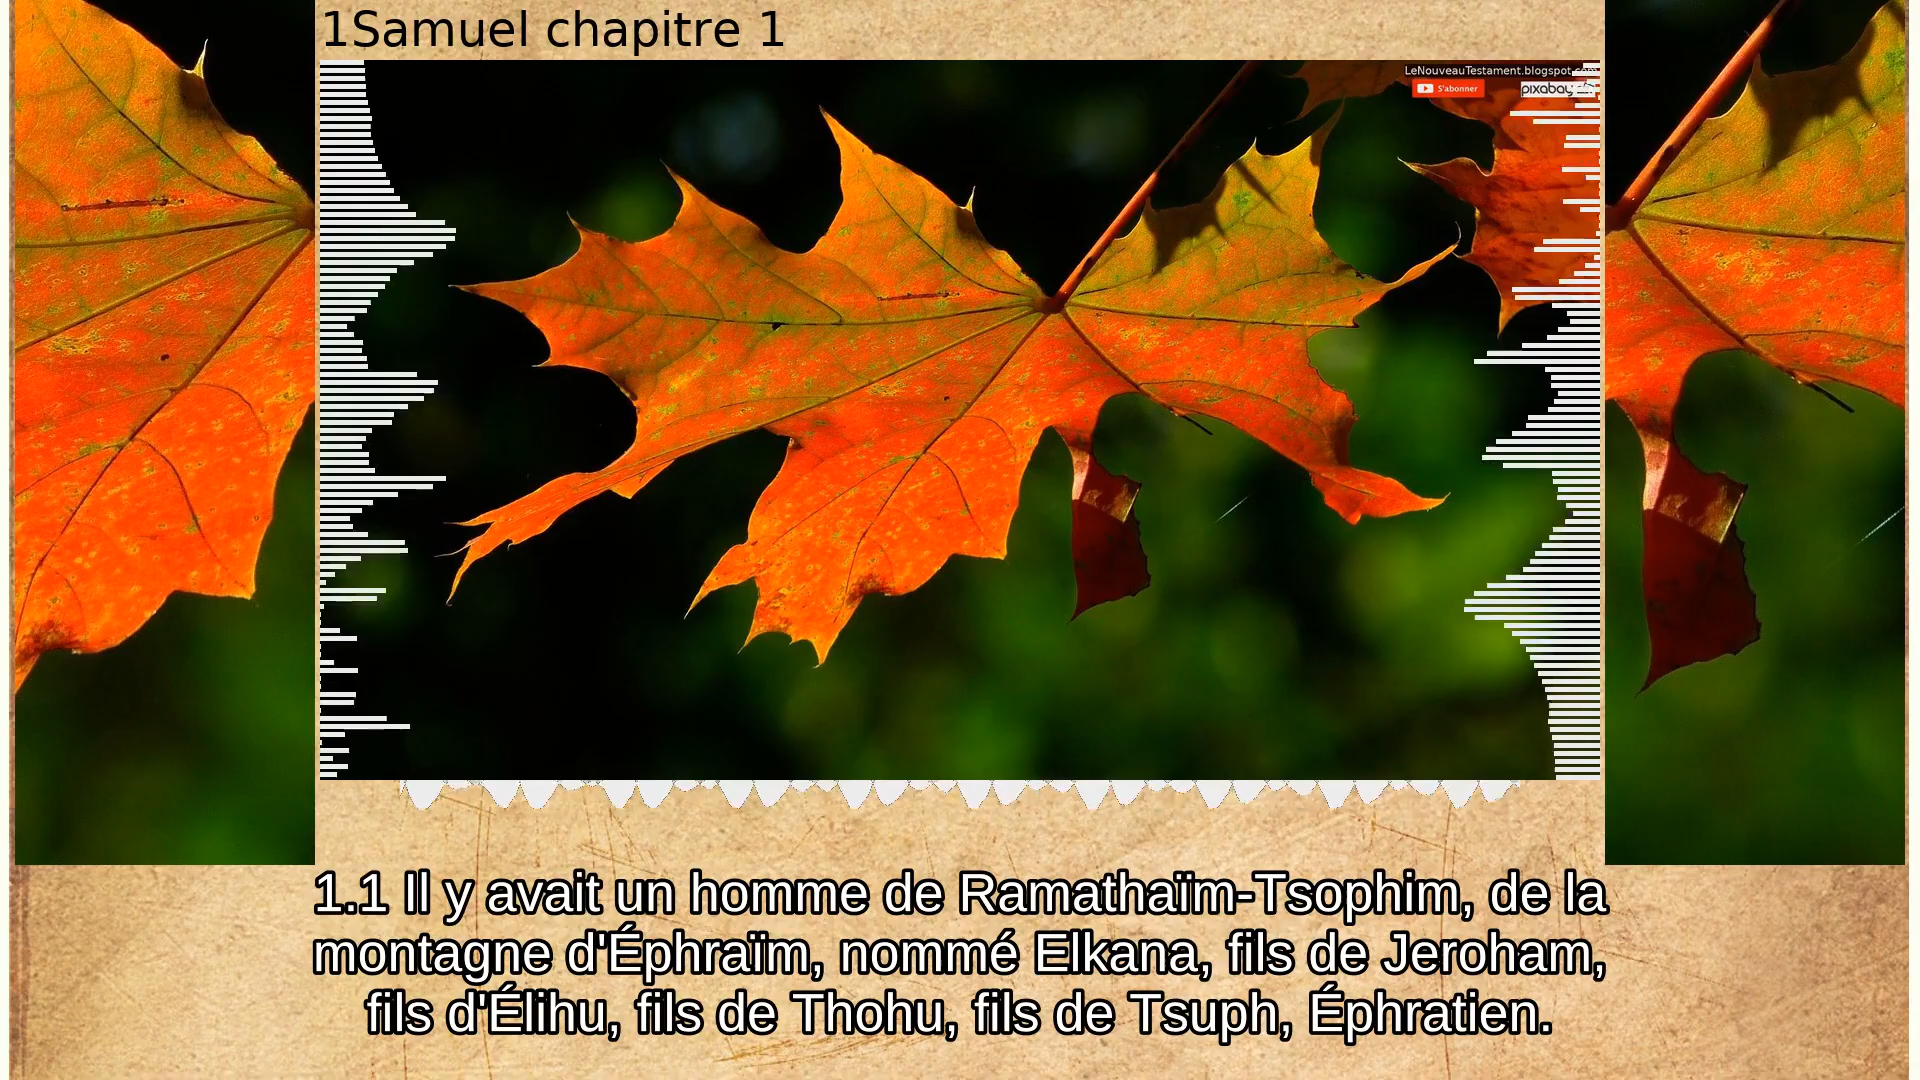 1Samuel chapitre 1
LeNouveauTestament.blogspot.com
S'abonner
pixabay
1.1 Il y avait un homme de Ramathaïm-Tsophim, de la
montagne d'Éphraïm, nommé Elkana, fils de Jeroham,
fils d'Élihu, fils de Thohu, fils de Tsuph, Éphratien.